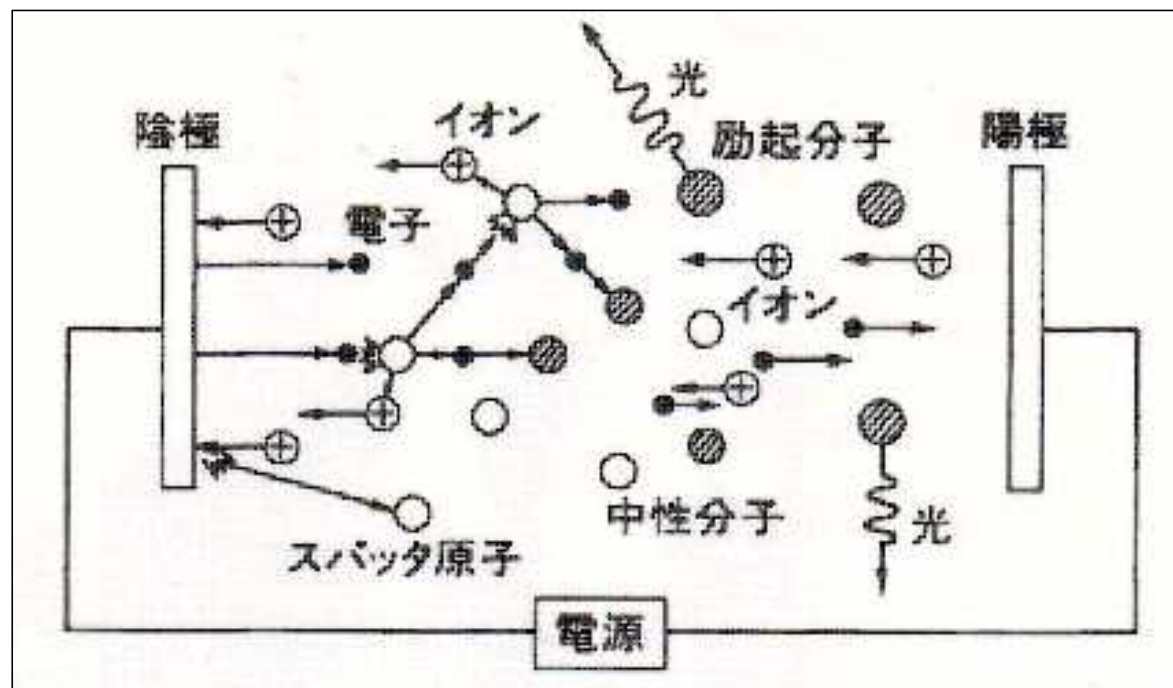 光
イオン
陰極
励起分子
陽極
電子
イオン
中性分子
光
スパッタ原子
電源